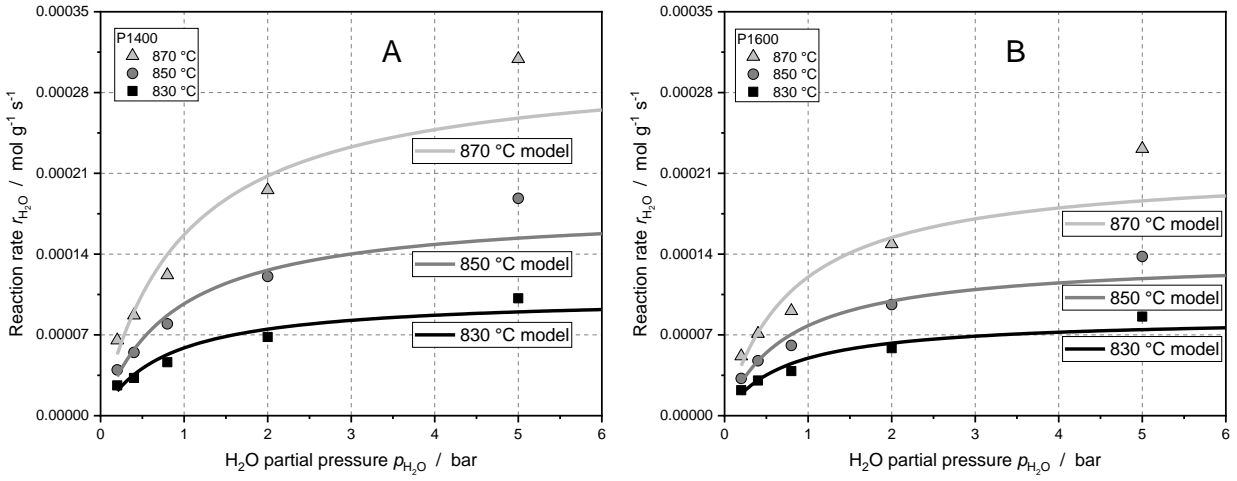 A
P1400
870 °C
850 °C
830 °C
0.00035
0.00028
0.00021
0.00014
0.00007
0.00000
Reaction rate r_H₂O / mol g⁻¹ s⁻¹
870 °C model
850 °C model
830 °C model
0 1 2 3 4 5 6
H₂O partial pressure p_H₂O / bar
B
P1600
870 °C
850 °C
830 °C
0.00035
0.00028
0.00021
0.00014
0.00007
0.00000
Reaction rate r_H₂O / mol g⁻¹ s⁻¹
870 °C model
850 °C model
830 °C model
0 1 2 3 4 5 6
H₂O partial pressure p_H₂O / bar